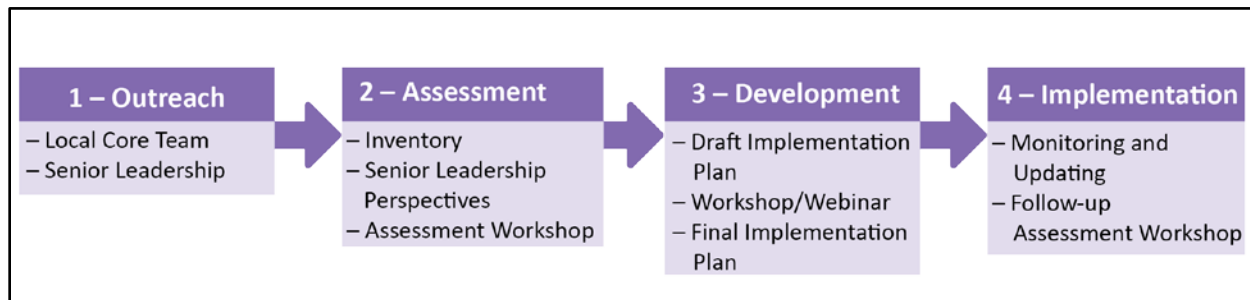 1 – Outreach
– Local Core Team
– Senior Leadership
2 – Assessment
– Inventory
– Senior Leadership
Perspectives
– Assessment Workshop
3 – Development
– Draft Implementation
Plan
– Workshop/Webinar
– Final Implementation
Plan
4 – Implementation
– Monitoring and
Updating
– Follow-up
Assessment Workshop